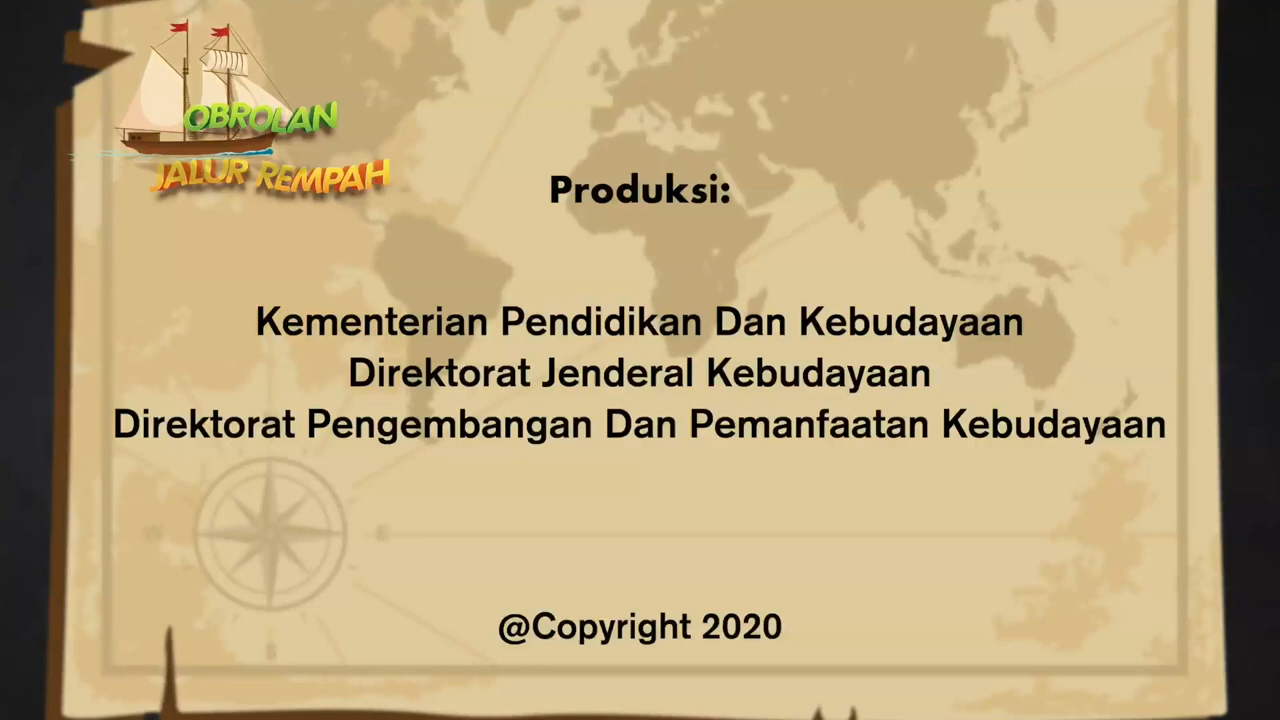 OBROLAN
JALUR REMPAH
Produksi:
Kementerian Pendidikan Dan Kebudayaan
Direktorat Jenderal Kebudayaan
Direktorat Pengembangan Dan Pemanfaatan Kebudayaan
E
S
@Copyright 2020